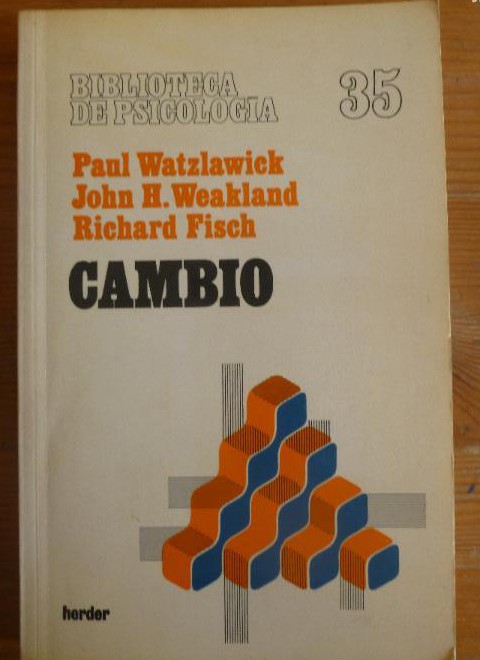 BIBLIOTECA
DE PSICOLOGÍA
35
Paul Watzlawick
John H. Weakland
Richard Fisch
CAMBIO
herder